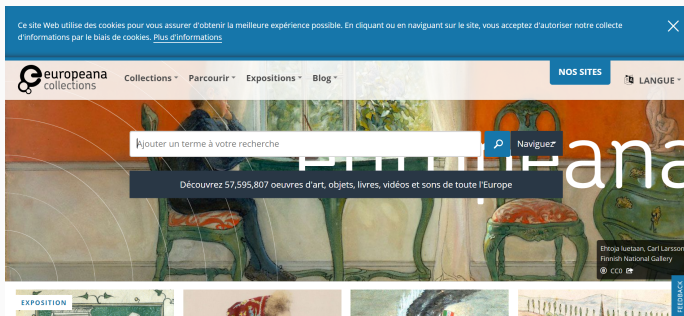 Ce site Web utilise des cookies pour vous assurer d'obtenir la meilleure expérience possible. En cliquant ou en naviguant sur le site, vous acceptez d'autoriser notre collecte
d'informations par le biais de cookies. Plus d'informations
NOS SITES
europeana
collections
Collections
Parcourir
Expositions
Blog
LANGUE
Ajouter un terme à votre recherche
Naviguez
europeana
Découvrez 57,595,807 oeuvres d'art, objets, livres, vidéos et sons de toute l'Europe
Ehtoja luetaan, Carl Larsson
Finnish National Gallery
CC0
FEEDBACK
EXPOSITION